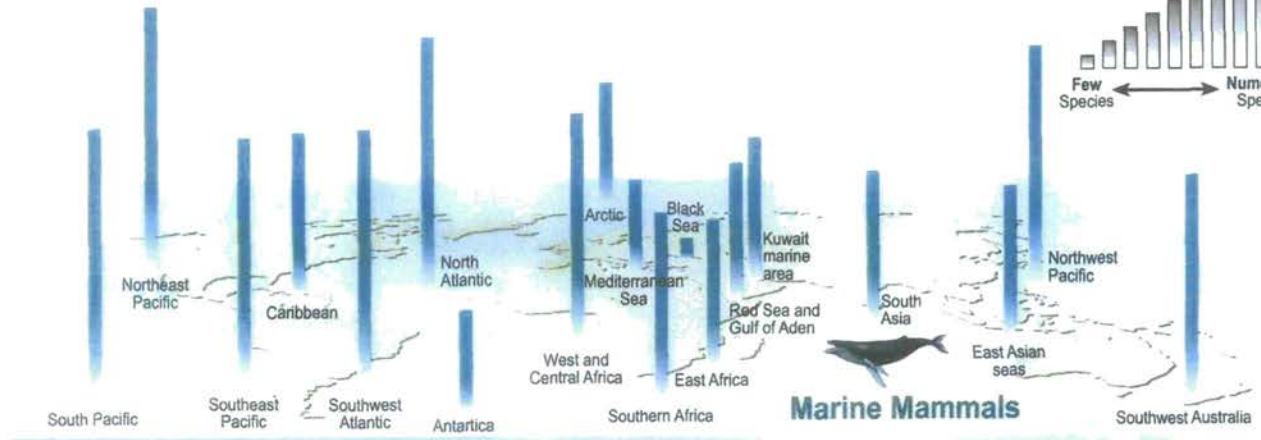 Few
Species
Northeast
Pacific
Caribbean
North
Atlantic
Arctic
Black
Sea
Mediterranean
Sea
Kuwait
marine
area
Red Sea and
Gulf of Aden
South
Asia
Northwest
Pacific
East Asian
seas
South Pacific
Southeast
Pacific
Southwest
Atlantic
Antartica
West and
Central Africa
East Africa
Southern Africa
Marine Mammals
Southwest Australia